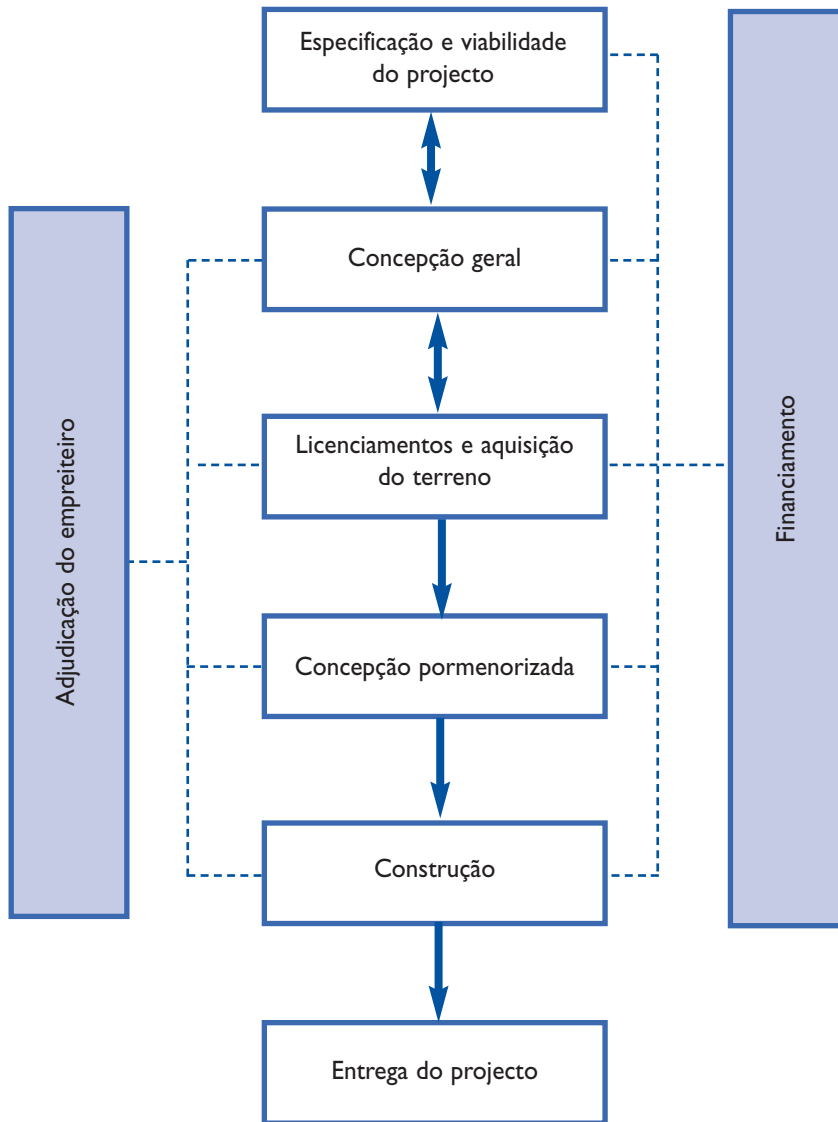 Especificação e viabilidade
do projecto
Concepção geral
Licenciamentos e aquisição
do terreno
Concepção pormenorizada
Construção
Entrega do projecto
Adjudicação do empreiteiro
Financiamento